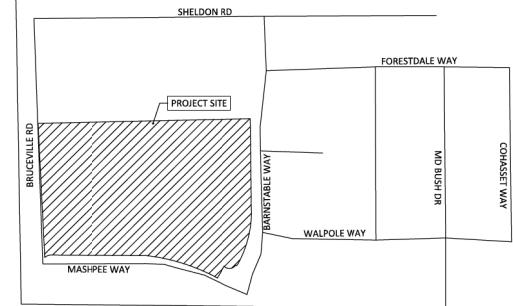 SHELDON RD
FORESTDALE WAY
PROJECT SITE
BRUCEVILLE RD
BARNSTABLE WAY
MD BUSH DR
COHASSET WAY
WALPOLE WAY
MASHPEE WAY